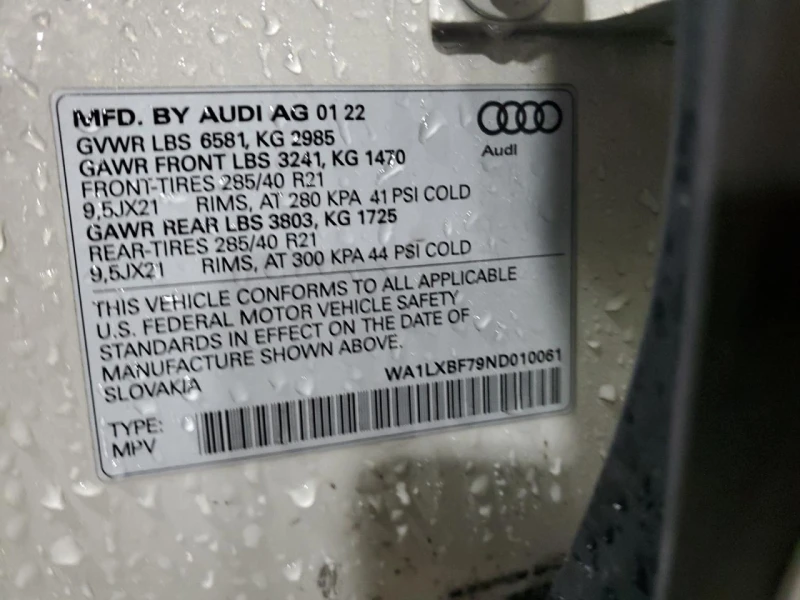 MFD. BY AUDI AG 01 22
Audi
GVWR LBS 6581, KG 2985
GAWR FRONT LBS 3241, KG 1470
FRONT-TIRES 285/40 R21
9,5JX21 RIMS, AT 280 KPA 41 PSI COLD
GAWR REAR LBS 3803, KG 1725
REAR-TIRES 285/40 R21
9,5JX21 RIMS, AT 300 KPA 44 PSI COLD
THIS VEHICLE CONFORMS TO ALL APPLICABLE
U.S. FEDERAL MOTOR VEHICLE SAFETY
STANDARDS IN EFFECT ON THE DATE OF
MANUFACTURE SHOWN ABOVE.
SLOVAKIA
WA1LXBF79ND010061
TYPE:
MPV